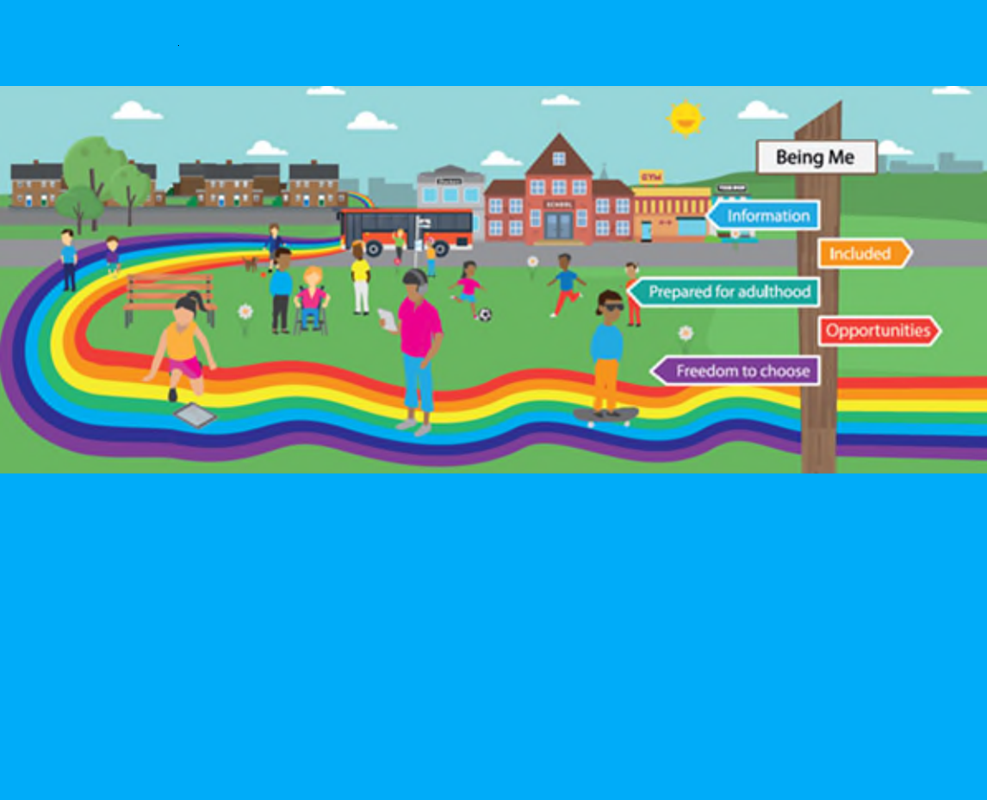 Being Me
GYM
Information
SCHOOL
Included
Prepared for adulthood
Opportunities
Freedom to choose